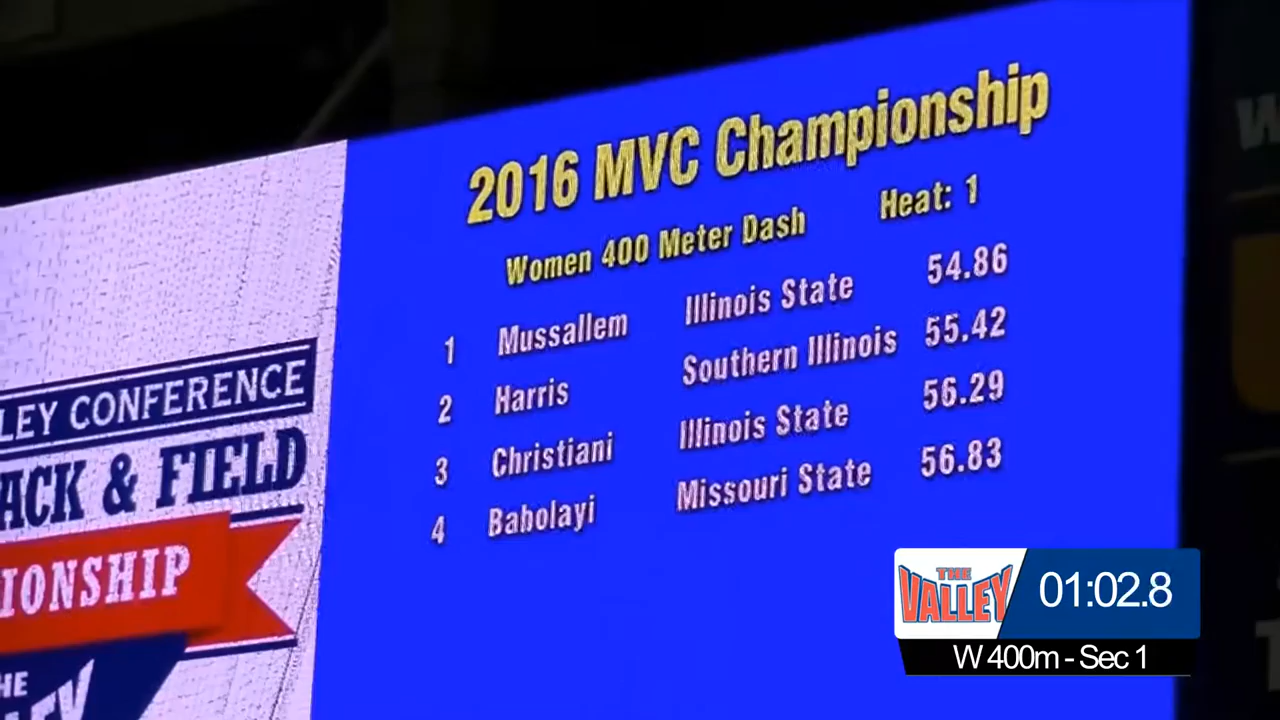 2016 MVC Championship
Women 400 Meter Dash Heat: 1
1 Mussallem Illinois State 54.86
2 Harris Southern Illinois 55.42
3 Christiani Illinois State 56.29
4 Babolayi Missouri State 56.83
LEY CONFERENCE
ACK & FIELD
IONSHIP
HE
LEY
THE
VALLEY
01:02.8
W 400m - Sec 1